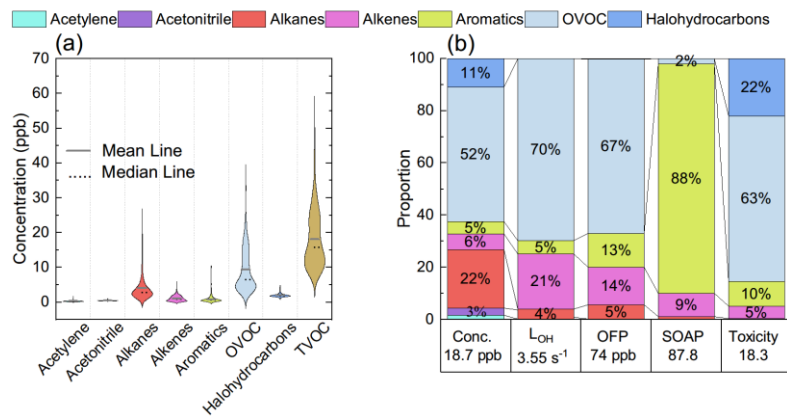 Acetylene Acetonitrile Alkanes Alkenes Aromatics OVOC Halohydrocarbons
(a)
Concentration (ppb)
70
60
50
40
30
20
10
0
Mean Line
Median Line
Acetylene
Acetonitrile
Alkanes
Alkenes
Aromatics
OVOC
Halohydrocarbons
TVOC
(b)
Proportion
100
80
60
40
20
0
11%
52%
5%
6%
22%
3%
70%
5%
21%
4%
67%
13%
14%
5%
2%
88%
9%
22%
63%
10%
5%
Conc. L_OH OFP SOAP Toxicity
18.7 ppb 3.55 s⁻¹ 74 ppb 87.8 18.3